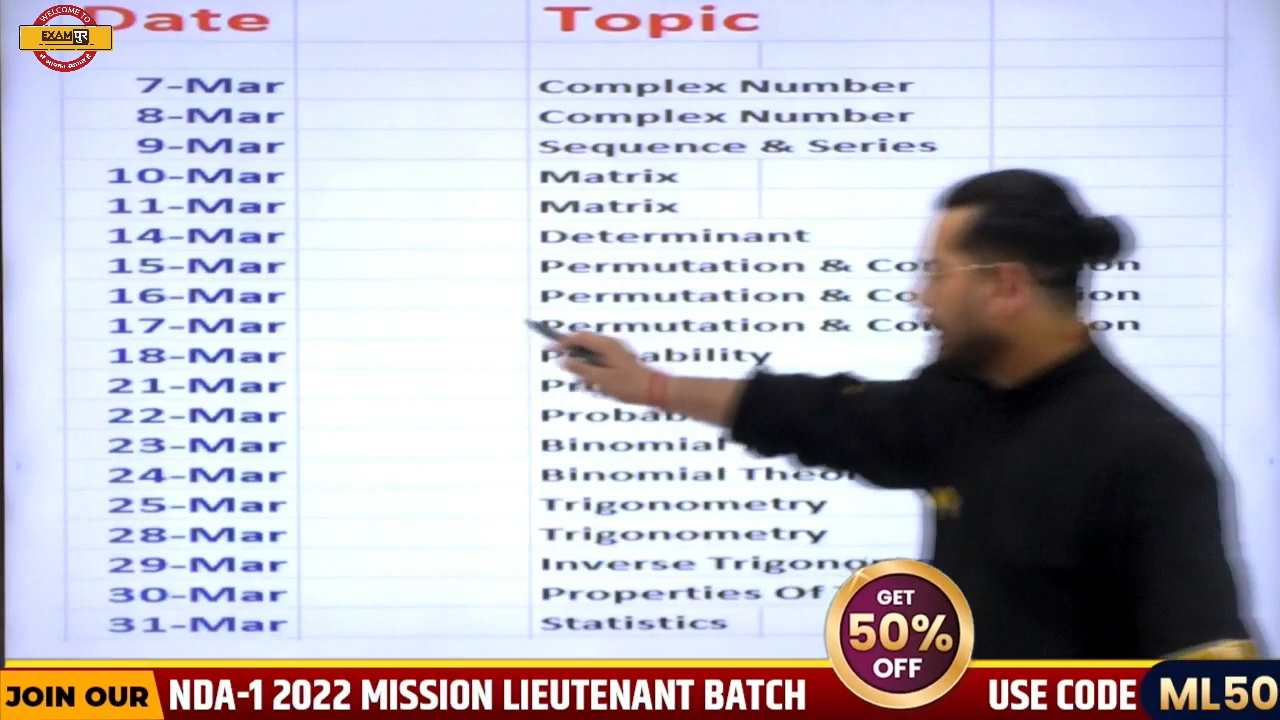 WELCOME TO
EXAM पुर
Date Topic
7-Mar Complex Number
8-Mar Complex Number
9-Mar Sequence & Series
10-Mar Matrix
11-Mar Matrix
14-Mar Determinant
15-Mar Permutation &
16-Mar Permutation &
17-Mar Permutation &
18-Mar
21-Mar
22-Mar
23-Mar Binomial
24-Mar Binomial
25-Mar Trigonometry
28-Mar Trigonometry
29-Mar Inverse
30-Mar Properties Of
31-Mar Statistics
GET
50%
OFF
JOIN OUR NDA-1 2022 MISSION LIEUTENANT BATCH USE CODE ML50